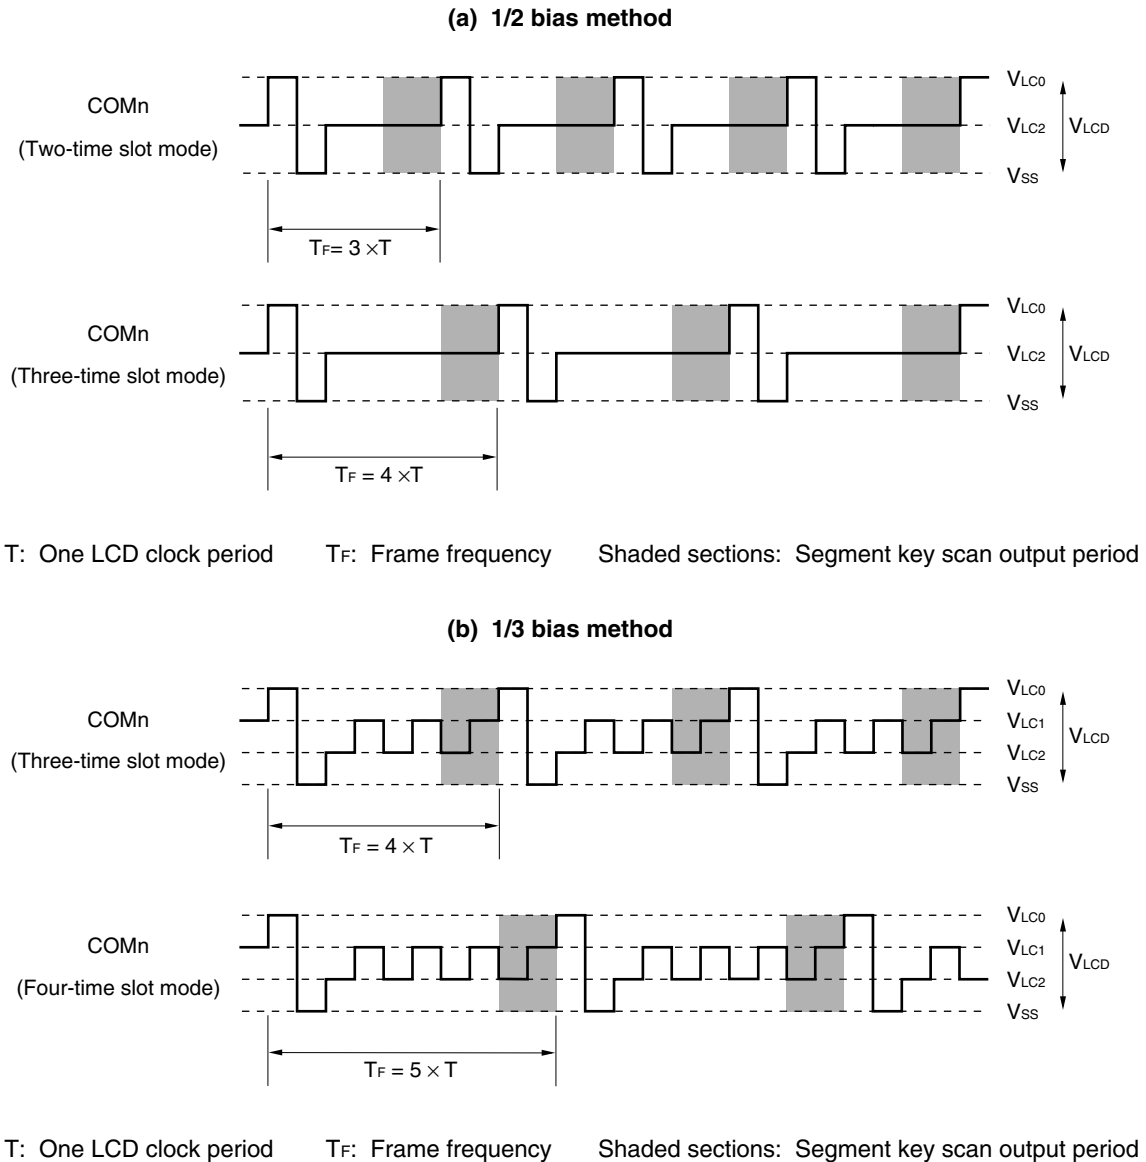 (a) 1/2 bias method
COMn
(Two-time slot mode)
VLC0
VLC2
VSS
VLCD
TF= 3 ×T
COMn
(Three-time slot mode)
VLC0
VLC2
VSS
VLCD
TF = 4 ×T
T: One LCD clock period TF: Frame frequency Shaded sections: Segment key scan output period
(b) 1/3 bias method
COMn
(Three-time slot mode)
VLC0
VLC1
VLC2
VSS
VLCD
TF = 4 × T
COMn
(Four-time slot mode)
VLC0
VLC1
VLC2
VSS
VLCD
TF = 5 × T
T: One LCD clock period TF: Frame frequency Shaded sections: Segment key scan output period